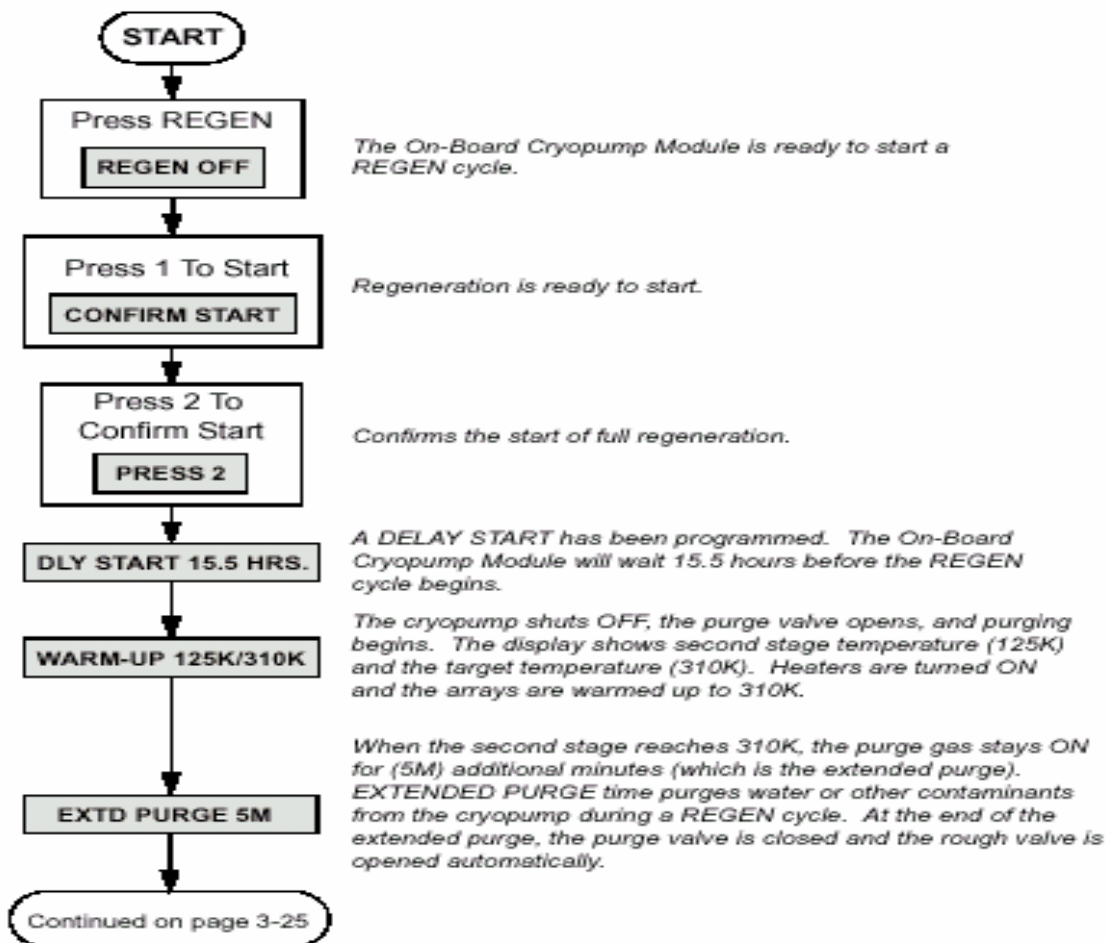 START
Press REGEN
REGEN OFF
The On-Board Cryopump Module is ready to start a
REGEN cycle.
Press 1 To Start
CONFIRM START
Regeneration is ready to start.
Press 2 To
Confirm Start
PRESS 2
Confirms the start of full regeneration.
DLY START 15.5 HRS.
A DELAY START has been programmed. The On-Board
Cryopump Module will wait 15.5 hours before the REGEN
cycle begins.
WARM-UP 125K/310K
The cryopump shuts OFF, the purge valve opens, and purging
begins. The display shows second stage temperature (125K)
and the target temperature (310K). Heaters are turned ON
and the arrays are warmed up to 310K.
EXTD PURGE 5M
When the second stage reaches 310K, the purge gas stays ON
for (5M) additional minutes (which is the extended purge).
EXTENDED PURGE time purges water or other contaminants
from the cryopump during a REGEN cycle. At the end of the
extended purge, the purge valve is closed and the rough valve is
opened automatically.
Continued on page 3-25